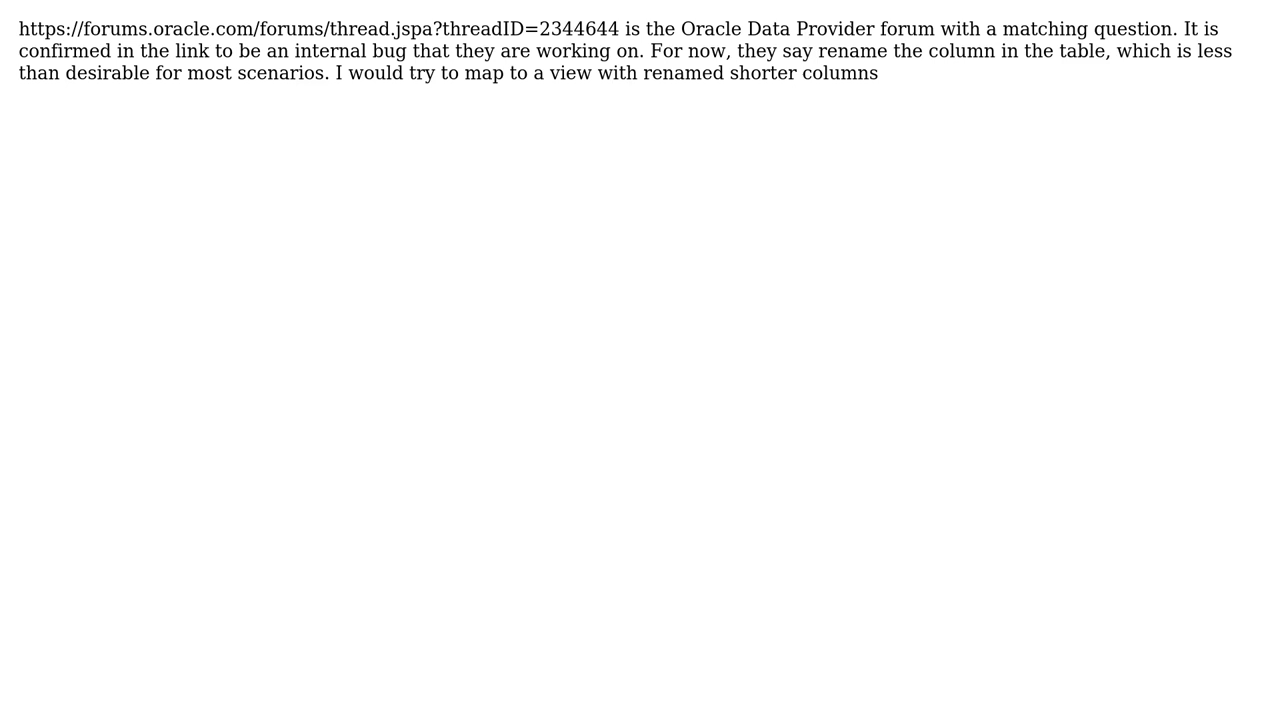 https://forums.oracle.com/forums/thread.jspa?threadID=2344644 is the Oracle Data Provider forum with a matching question. It is
confirmed in the link to be an internal bug that they are working on. For now, they say rename the column in the table, which is less
than desirable for most scenarios. I would try to map to a view with renamed shorter columns